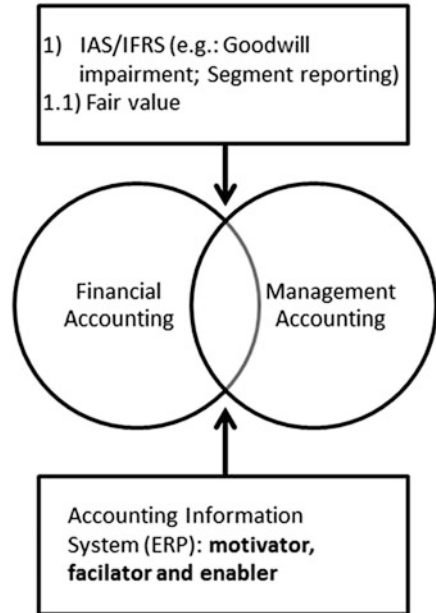 1) IAS/IFRS (e.g.: Goodwill
impairment; Segment reporting)
1.1) Fair value
Financial
Accounting
Management
Accounting
Accounting Information
System (ERP): motivator,
facilator and enabler